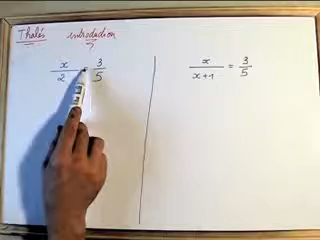 Thalès introduction ?
x/2 = 3/5
x/x+1 = 3/5